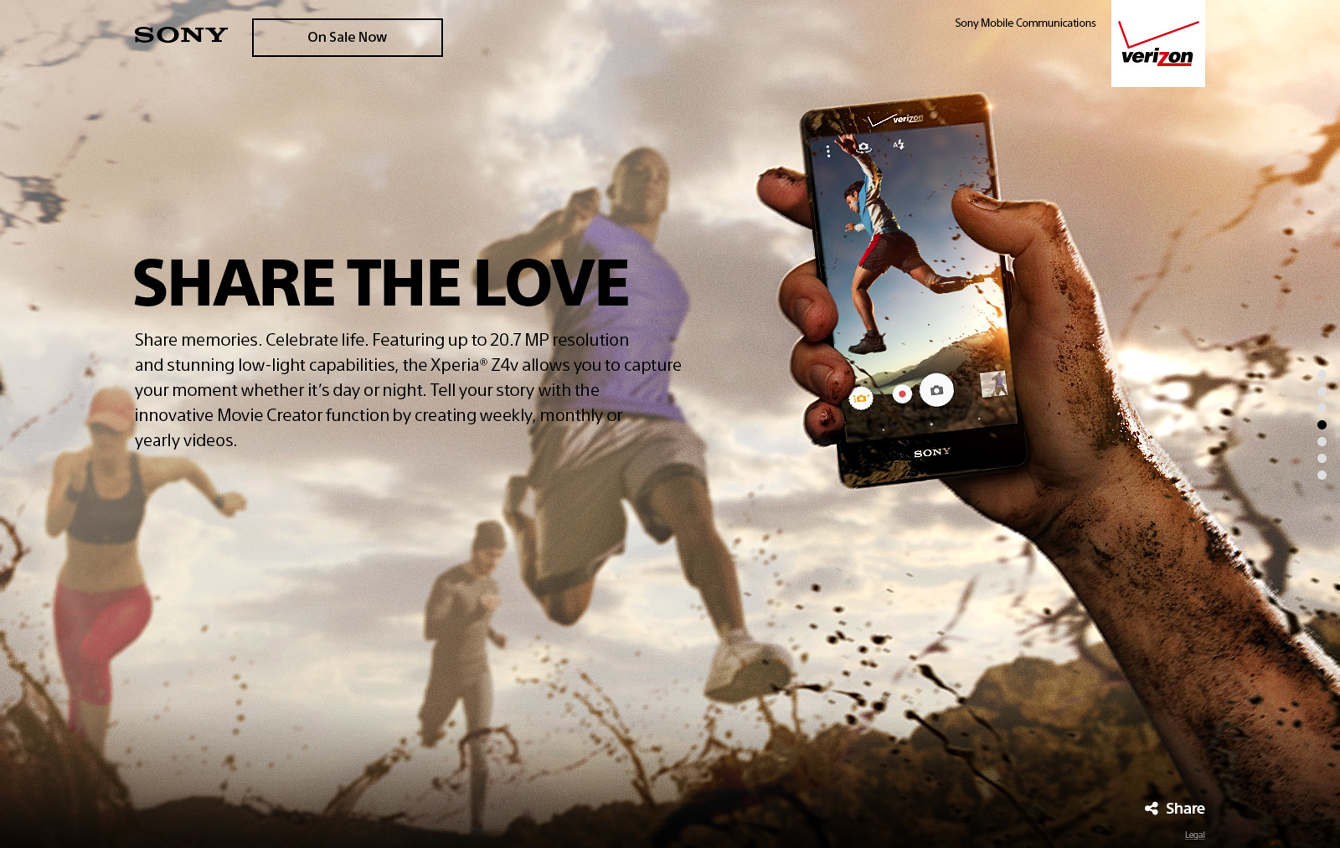 SONY
On Sale Now
Sony Mobile Communications
verizon
verizon
SHARE THE LOVE
Share memories. Celebrate life. Featuring up to 20.7 MP resolution
and stunning low-light capabilities, the Xperia® Z4v allows you to capture
your moment whether it’s day or night. Tell your story with the
innovative Movie Creator function by creating weekly, monthly or
yearly videos.
SONY
Share
Legal